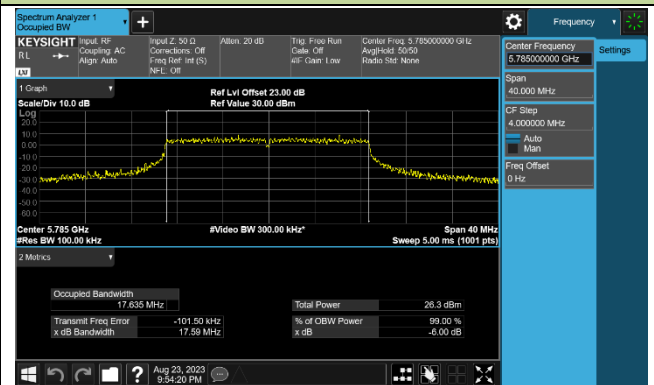 Spectrum Analyzer 1
Occupied BW
Frequency
KEYSIGHT
Input: RF
Input Z: 50 Ω
Atten: 20 dB
Trig: Free Run
Center Freq: 5.785000000 GHz
RL
Coupling: AC
Corrections: Off
Gate: Off
Avg|Hold: 50/50
Align: Auto
Freq Ref: Int (S)
#IF Gain: Low
Radio Std: None
NFE: Off
LXI
Center Frequency
5.785000000 GHz
Settings
Span
40.000 MHz
CF Step
4.000000 MHz
Auto
Man
Freq Offset
0 Hz
1 Graph
Ref Lvl Offset 23.00 dB
Scale/Div 10.0 dB
Ref Value 30.00 dBm
Log
20.0
10.0
0.00
-10.0
-20.0
-30.0
-40.0
-50.0
-60.0
Center 5.785 GHz
#Video BW 300.00 kHz*
Span 40 MHz
#Res BW 100.00 kHz
Sweep 5.00 ms (1001 pts)
2 Metrics
Occupied Bandwidth
17.635 MHz
Total Power
26.3 dBm
Transmit Freq Error
-101.50 kHz
% of OBW Power
99.00 %
x dB Bandwidth
17.59 MHz
x dB
-6.00 dB
?
Aug 23, 2023
9:54:20 PM